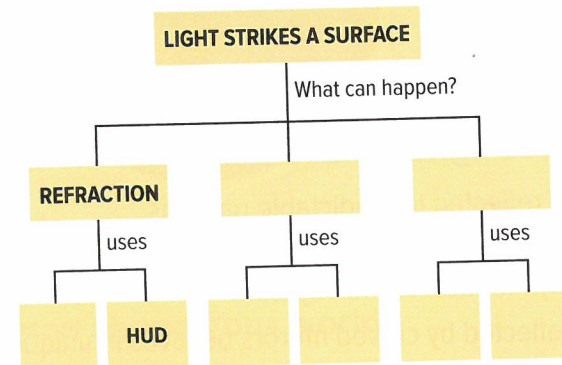 LIGHT STRIKES A SURFACE
What can happen?
REFRACTION
uses
uses
uses
HUD